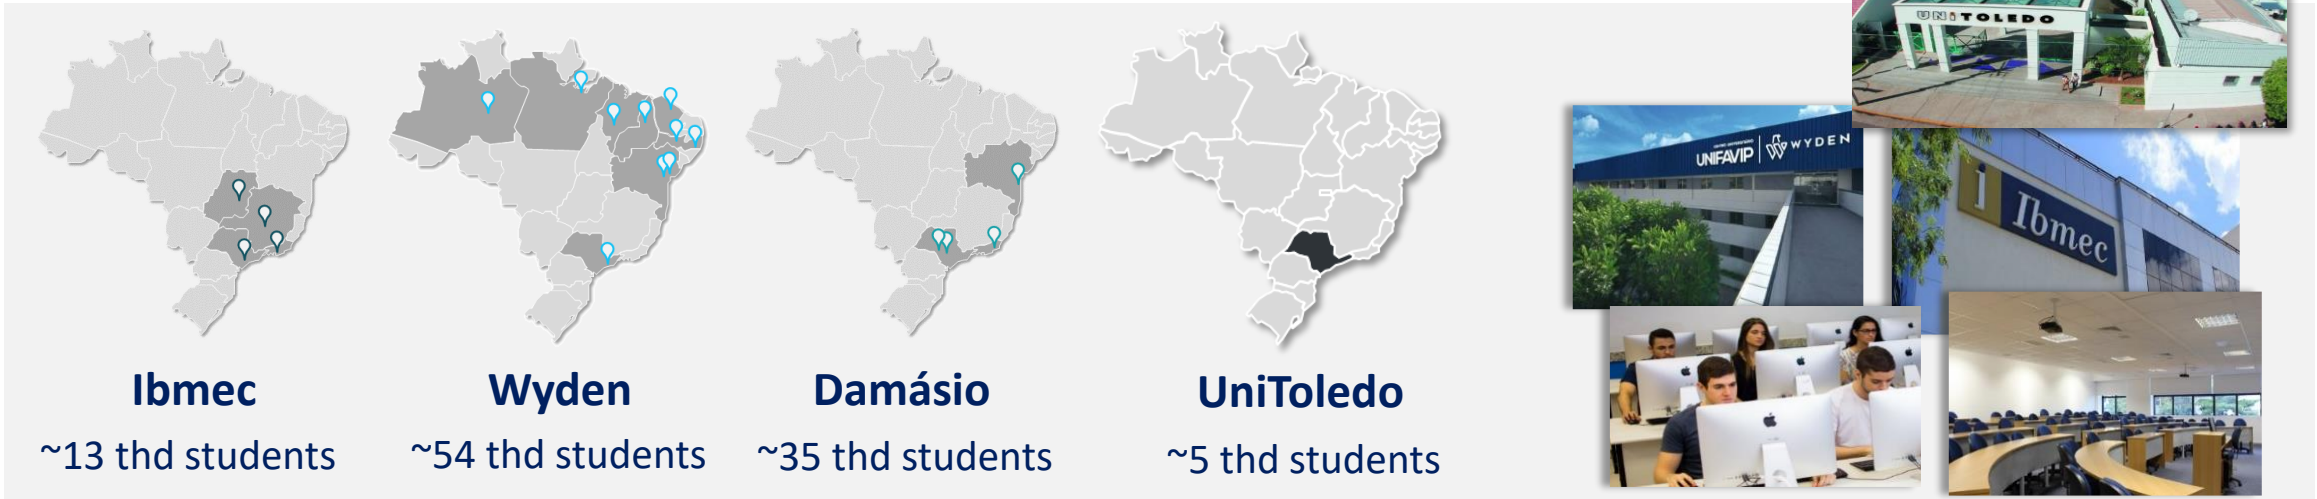 Ibmec
~13 thd students
Wyden
~54 thd students
Damásio
~35 thd students
UniToledo
~5 thd students
UNITOLEDO
UNIFAVIP
WYDEN
Ibmec